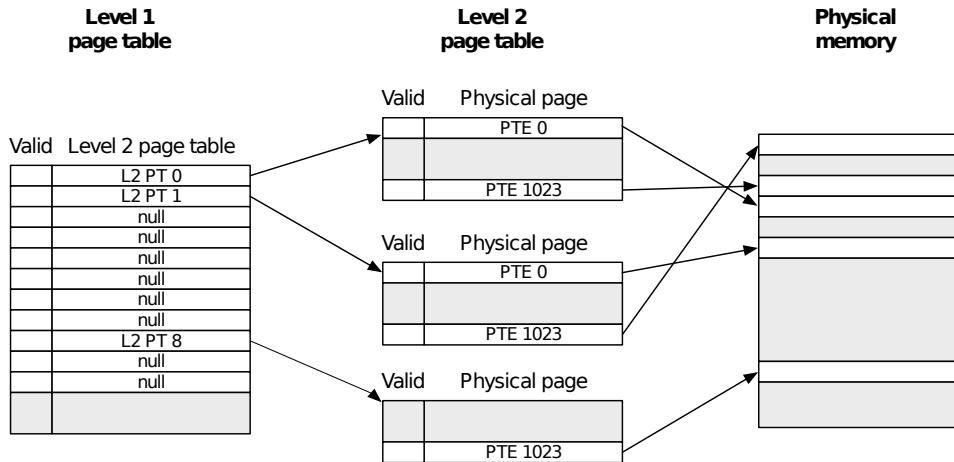 Level 1
page table
Level 2
page table
Physical
memory
Valid Level 2 page table
L2 PT 0
L2 PT 1
null
null
null
null
null
null
L2 PT 8
null
null
Valid Physical page
PTE 0
PTE 1023
Valid Physical page
PTE 0
PTE 1023
Valid Physical page
PTE 1023